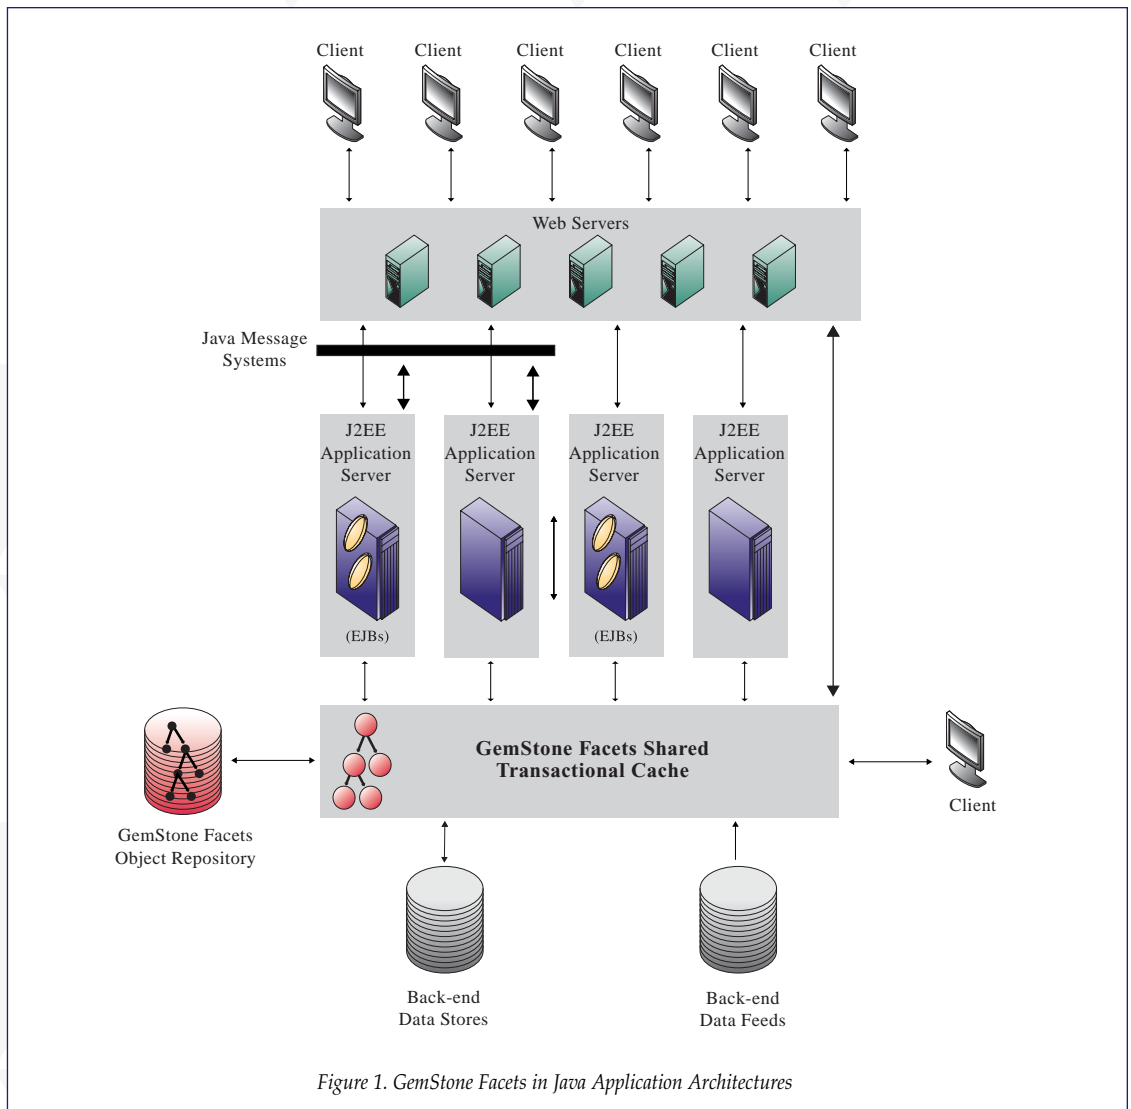 Client Client Client Client Client Client
Web Servers
Java Message
Systems
J2EE
Application
Server
(EJBs)
J2EE
Application
Server
J2EE
Application
Server
(EJBs)
J2EE
Application
Server
GemStone Facets Shared
Transactional Cache
GemStone Facets
Object Repository
Client
Back-end
Data Stores
Back-end
Data Feeds
Figure 1. GemStone Facets in Java Application Architectures